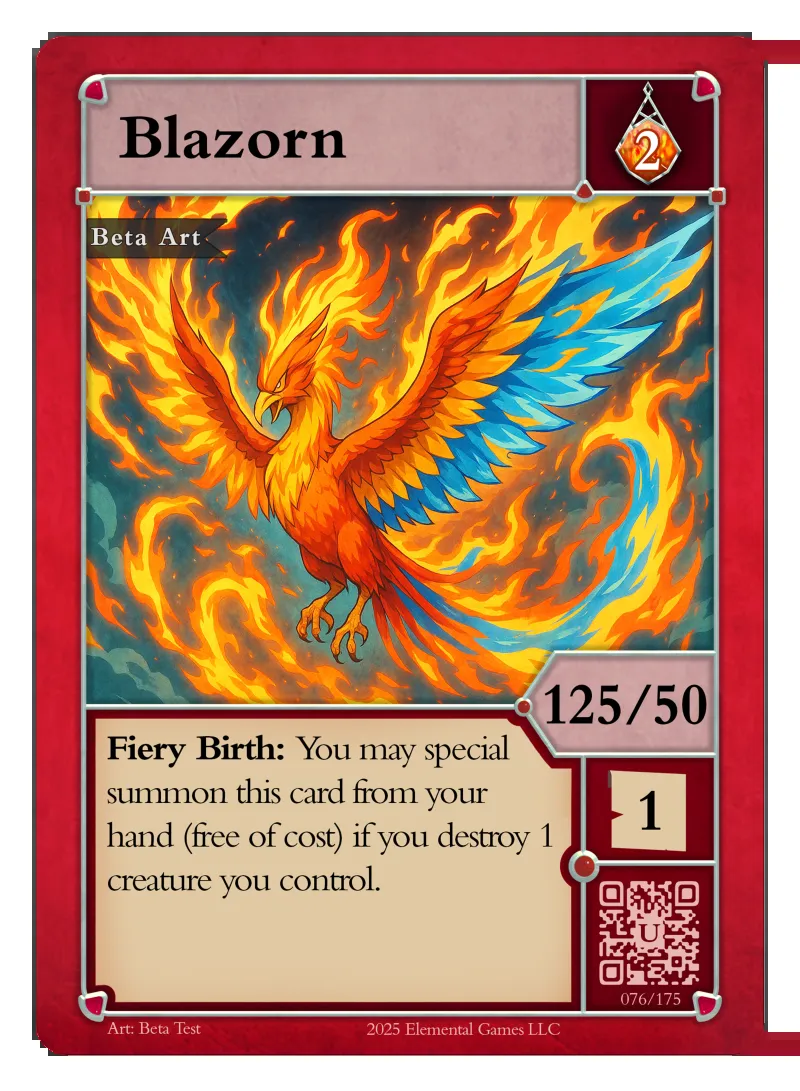 Blazorn
2
Beta Art
125/50
Fiery Birth: You may special
summon this card from your
hand (free of cost) if you destroy 1
creature you control.
1
U
076/175
Art: Beta Test
2025 Elemental Games LLC